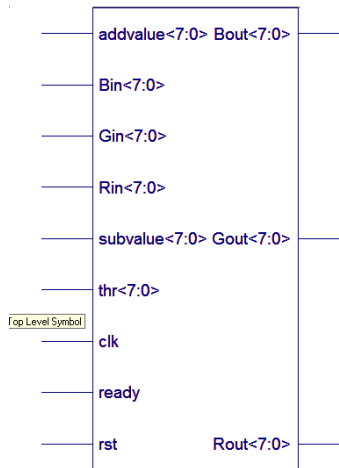 addvalue<7:0> Bout<7:0>
Bin<7:0>
Gin<7:0>
Rin<7:0>
subvalue<7:0> Gout<7:0>
thr<7:0>
Top Level Symbol
clk
ready
rst Rout<7:0>